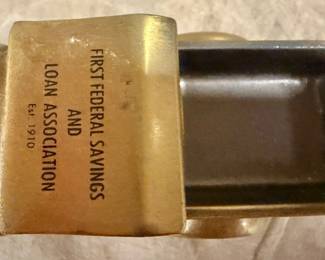 FIRST FEDERAL SAVINGS
AND
LOAN ASSOCIATION
Est. 1910